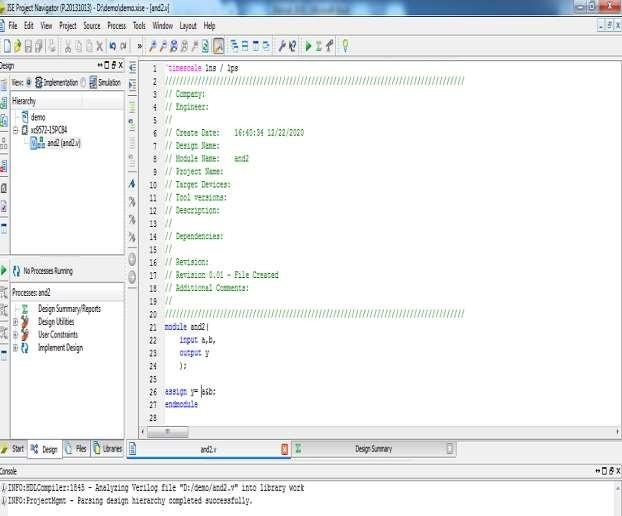 ISE Project Navigator (P.20131013) - D:\demo\demo.xise - [and2.v]
File Edit View Project Source Process Tools Window Layout Help
Design
View: Implementation Simulation
Hierarchy
demo
xc9572-15PC84
and2 (and2.v)
No Processes Running
Processes: and2
Design Summary/Reports
Design Utilities
User Constraints
Implement Design
Start Design Files Libraries
1 `timescale 1ns / 1ps
2 //////////////////////////////////////////////////////////////////////////////////
3 // Company:
4 // Engineer:
5 //
6 // Create Date: 16:45:34 12/22/2020
7 // Design Name:
8 // Module Name: and2
9 // Project Name:
10 // Target Devices:
11 // Tool versions:
12 // Description:
13 //
14 // Dependencies:
15 //
16 // Revision:
17 // Revision 0.01 - File Created
18 // Additional Comments:
19 //
20 //////////////////////////////////////////////////////////////////////////////////
21 module and2(
22 input a,b,
23 output y
24 );
25
26 assign y= a&b;
27 endmodule
28
and2.v Design Summary
Console
INFO:HDLCompiler:1845 - Analyzing Verilog file "D:/demo/and2.v" into library work
INFO:ProjectMgmt - Parsing design hierarchy completed successfully.